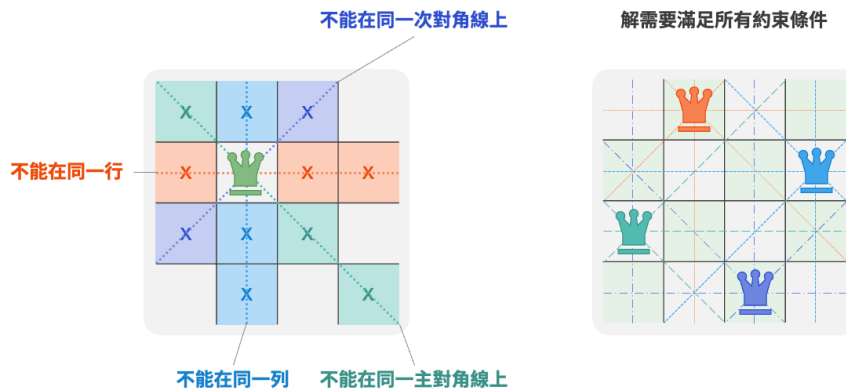 不能在同一次對角線上
解需要滿足所有約束條件
X X X
不能在同一行
X X X
X X X
X X
不能在同一列
不能在同一主對角線上